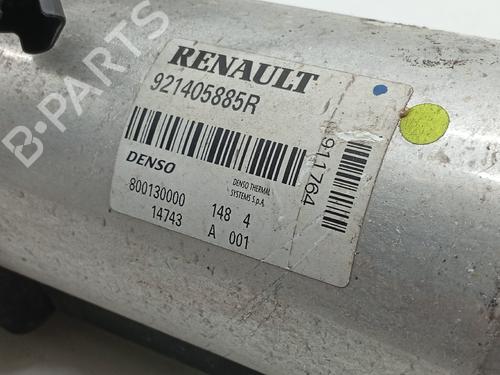 RENAULT
921405885R
DENSO
DENSO THERMAL
SYSTEMS S.p.A.
800130000
14743
148 4
A 001
911764
B-PARTS